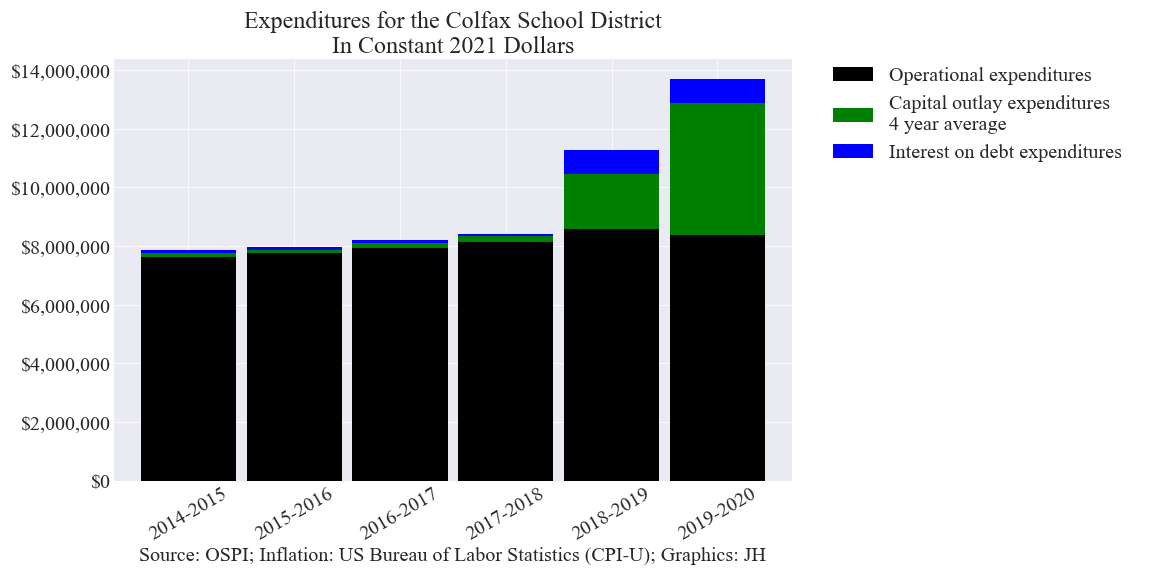 Expenditures for the Colfax School District
In Constant 2021 Dollars
$14,000,000
$12,000,000
$10,000,000
$8,000,000
$6,000,000
$4,000,000
$2,000,000
$0
2014-2015
2015-2016
2016-2017
2017-2018
2018-2019
2019-2020
Source: OSPI; Inflation: US Bureau of Labor Statistics (CPI-U); Graphics: JH
Operational expenditures
Capital outlay expenditures
4 year average
Interest on debt expenditures